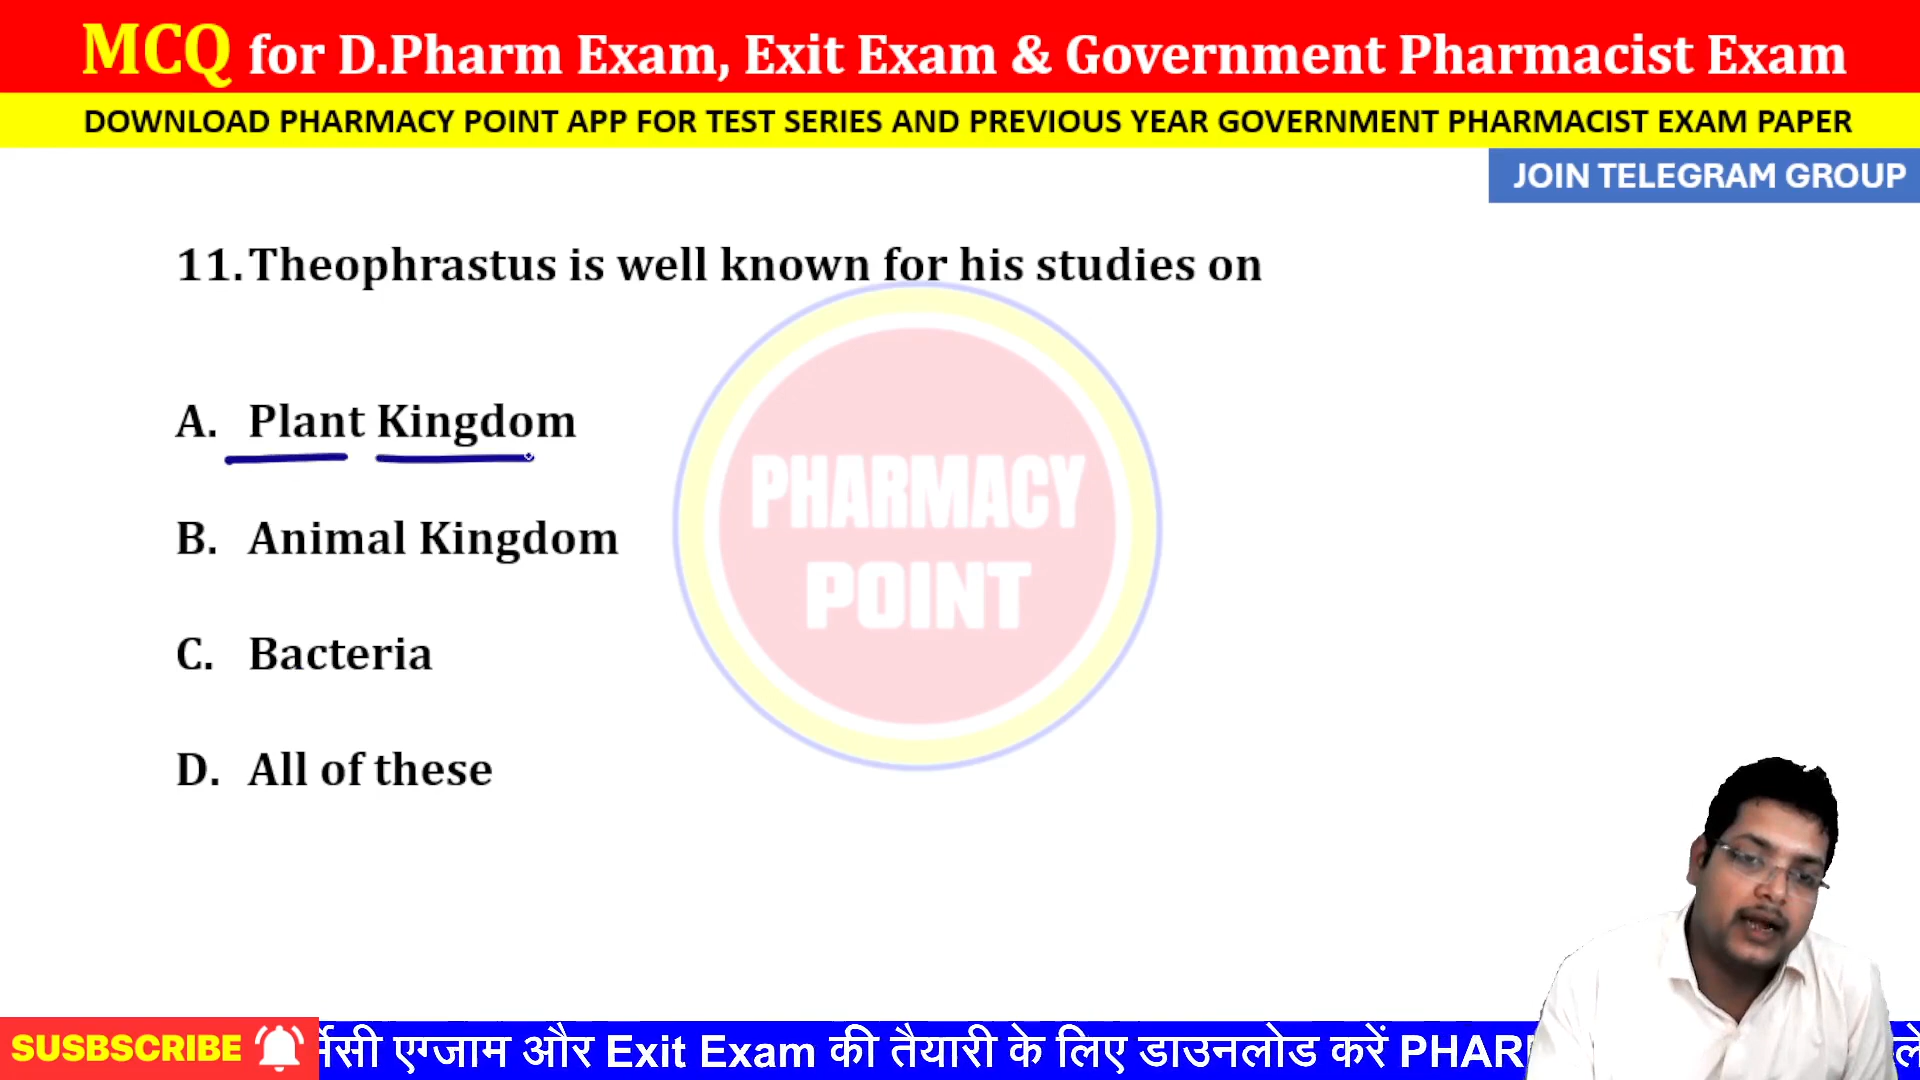 MCQ for D.Pharm Exam, Exit Exam & Government Pharmacist Exam
DOWNLOAD PHARMACY POINT APP FOR TEST SERIES AND PREVIOUS YEAR GOVERNMENT PHARMACIST EXAM PAPER
JOIN TELEGRAM GROUP
11. Theophrastus is well known for his studies on
A. Plant Kingdom
B. Animal Kingdom
C. Bacteria
D. All of these
PHARMACY
POINT
SUSBSCRIBE
एग्जाम और Exit Exam की तैयारी के लिए डाउनलोड करें